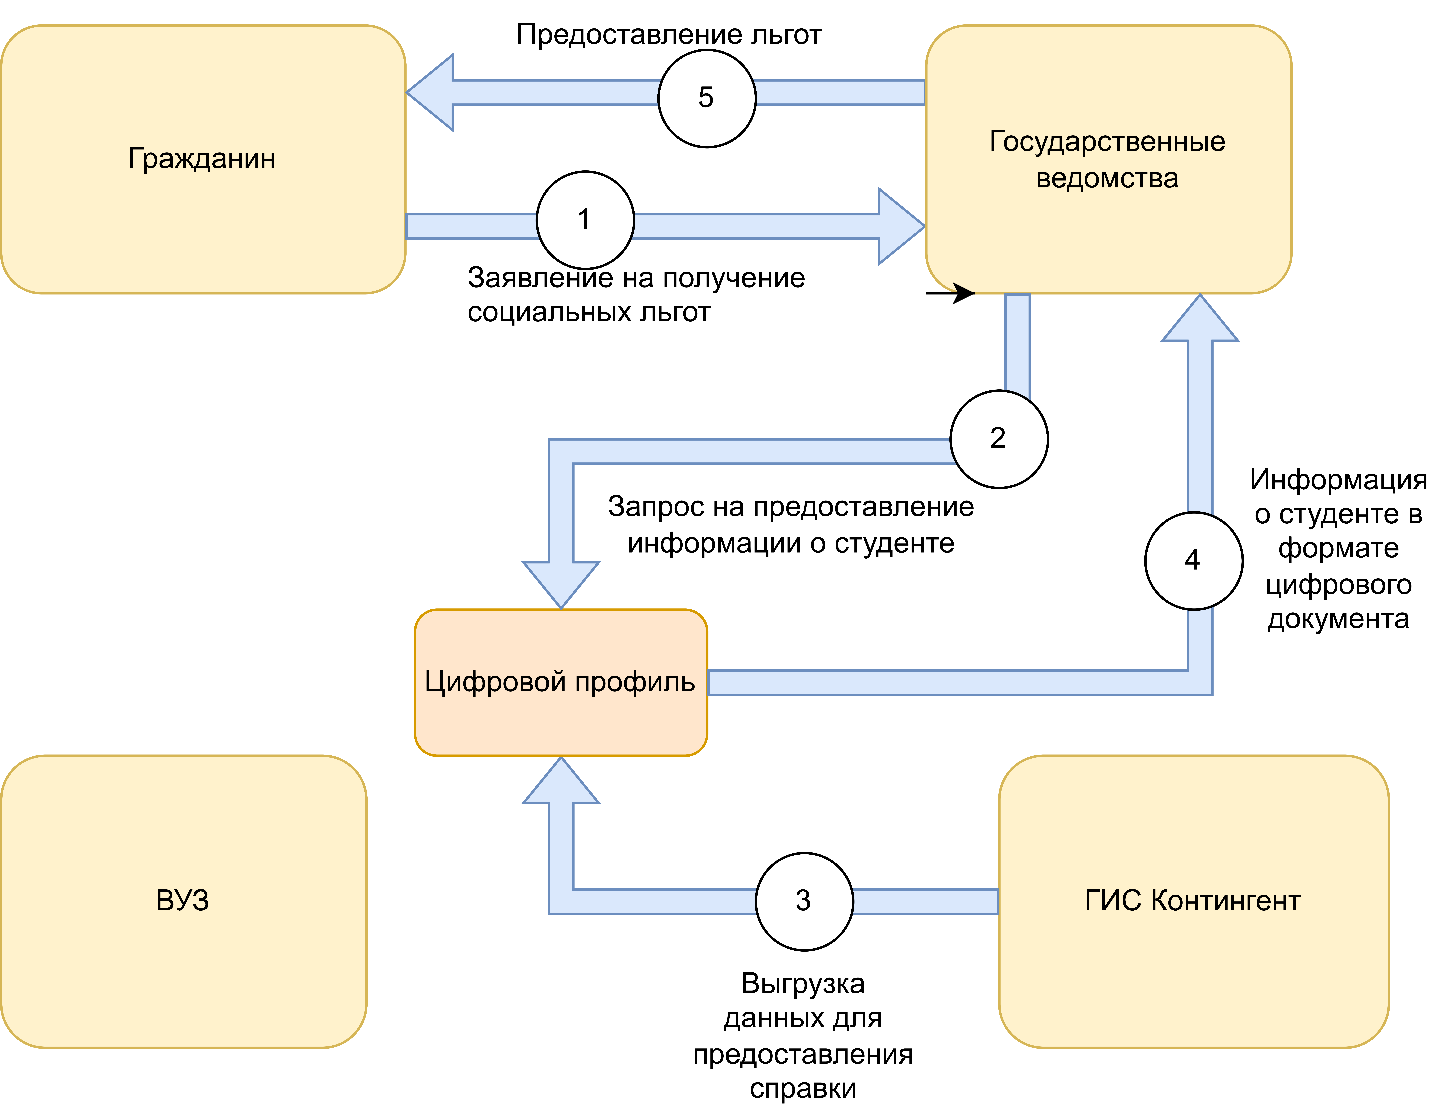 Предоставление льгот
5
Гражданин
Государственные
ведомства
1
Заявление на получение
социальных льгот
2
Запрос на предоставление
информации о студенте
Информация
о студенте в
формате
цифрового
документа
4
Цифровой профиль
ВУЗ
3
ГИС Контингент
Выгрузка
данных для
предоставления
справки